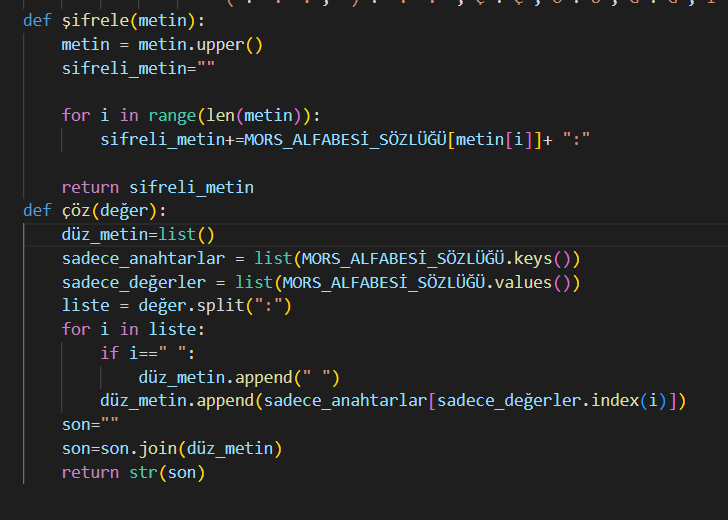 def şifrele(metin):
    metin = metin.upper()
    sifreli_metin=""
    for i in range(len(metin)):
        sifreli_metin+=MORS_ALFABESİ_SÖZLÜĞÜ[metin[i]]+ ":"
    return sifreli_metin
def çöz(değer):
    düz_metin=list()
    sadece_anahtarlar = list(MORS_ALFABESİ_SÖZLÜĞÜ.keys())
    sadece_değerler = list(MORS_ALFABESİ_SÖZLÜĞÜ.values())
    liste = değer.split(":")
    for i in liste:
        if i==" ":
            düz_metin.append(" ")
        düz_metin.append(sadece_anahtarlar[sadece_değerler.index(i)])
    son=""
    son=son.join(düz_metin)
    return str(son)